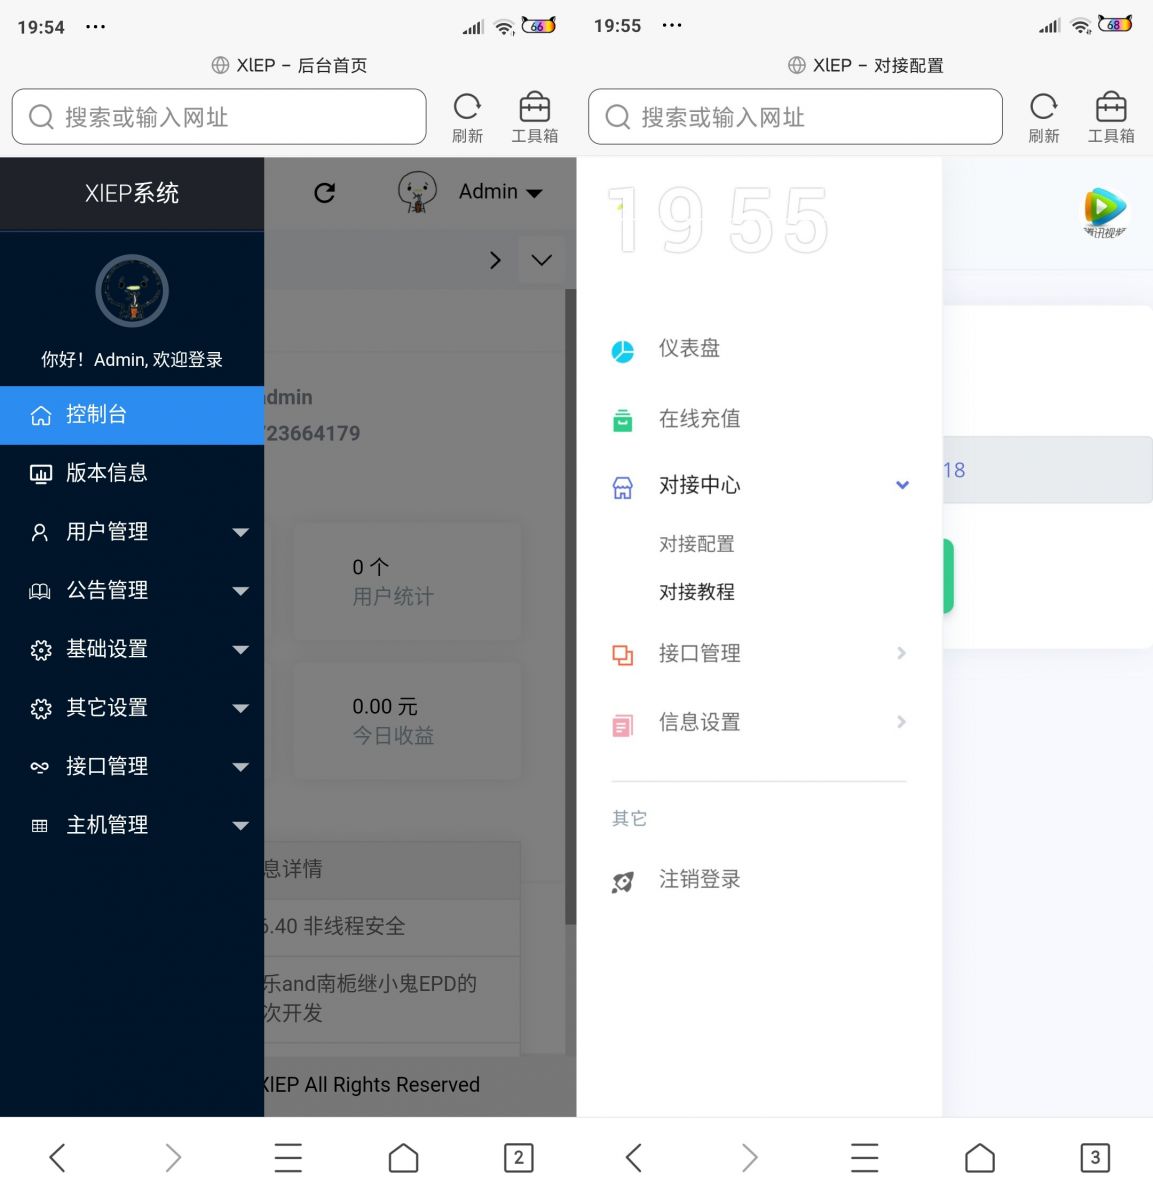 19:54 ...
66
XIEP - 后台首页
搜索或输入网址
刷新
工具箱
XIEP系统
Admin
你好！Admin, 欢迎登录
控制台
版本信息
用户管理
公告管理
基础设置
其它设置
接口管理
主机管理
dmin
723664179
0 个
用户统计
0.00 元
今日收益
息详情
6.40 非线程安全
乐and南栀继小鬼EPD的
次开发
XIEP All Rights Reserved
2
19:55 ...
68
XIEP - 对接配置
搜索或输入网址
刷新
工具箱
19 55
腾讯视频
仪表盘
在线充值
对接中心
18
对接配置
对接教程
接口管理
信息设置
其它
注销登录
3